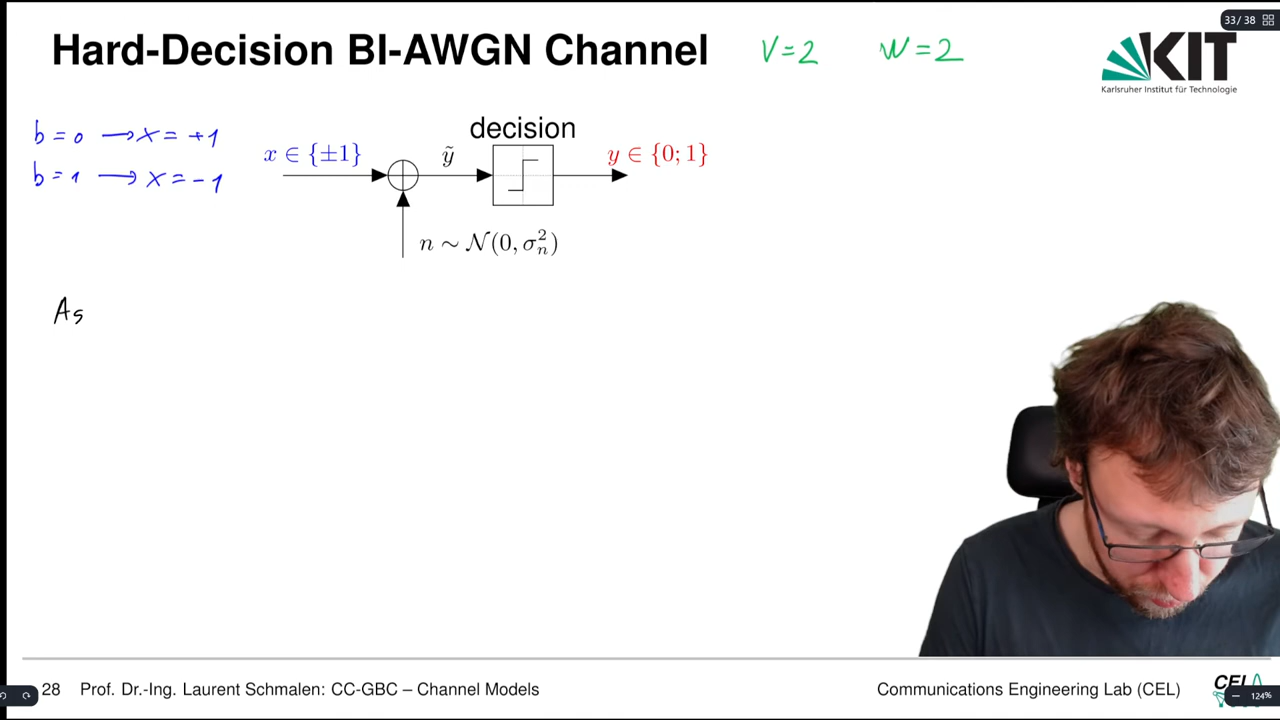 33 / 38
Hard-Decision BI-AWGN Channel V=2 W=2
KIT
Karlsruher Institut für Technologie
b = 0 → x = +1
b = 1 → x = -1
decision
x ∈ {±1} ỹ y ∈ {0; 1}
n ∼ 𝒩(0, σₙ²)
As
28 Prof. Dr.-Ing. Laurent Schmalen: CC-GBC – Channel Models Communications Engineering Lab (CEL)
CEL
124%